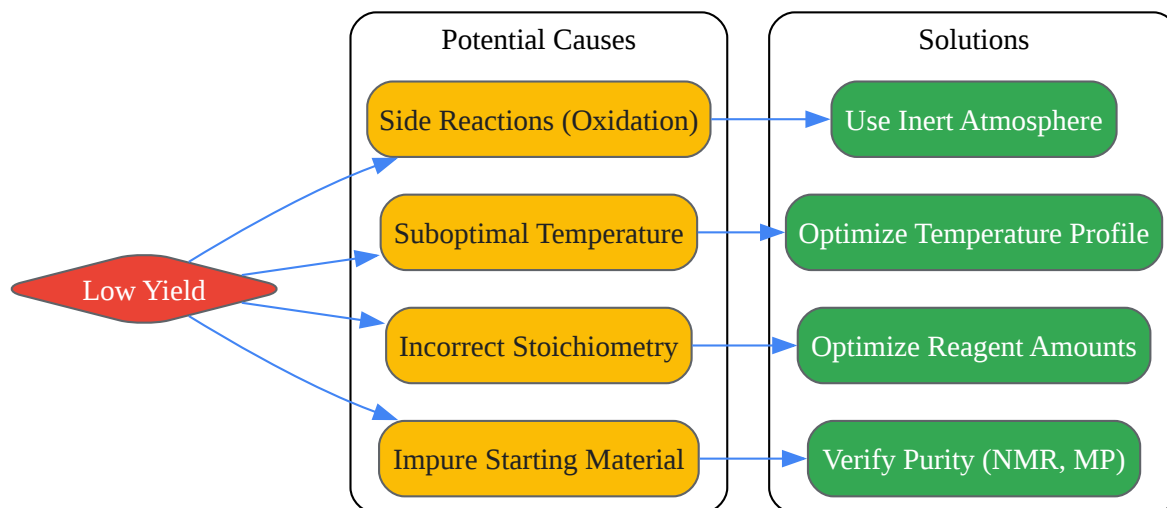 Potential Causes
Solutions
Side Reactions (Oxidation)
Use Inert Atmosphere
Suboptimal Temperature
Optimize Temperature Profile
Low Yield
Incorrect Stoichiometry
Optimize Reagent Amounts
Impure Starting Material
Verify Purity (NMR, MP)